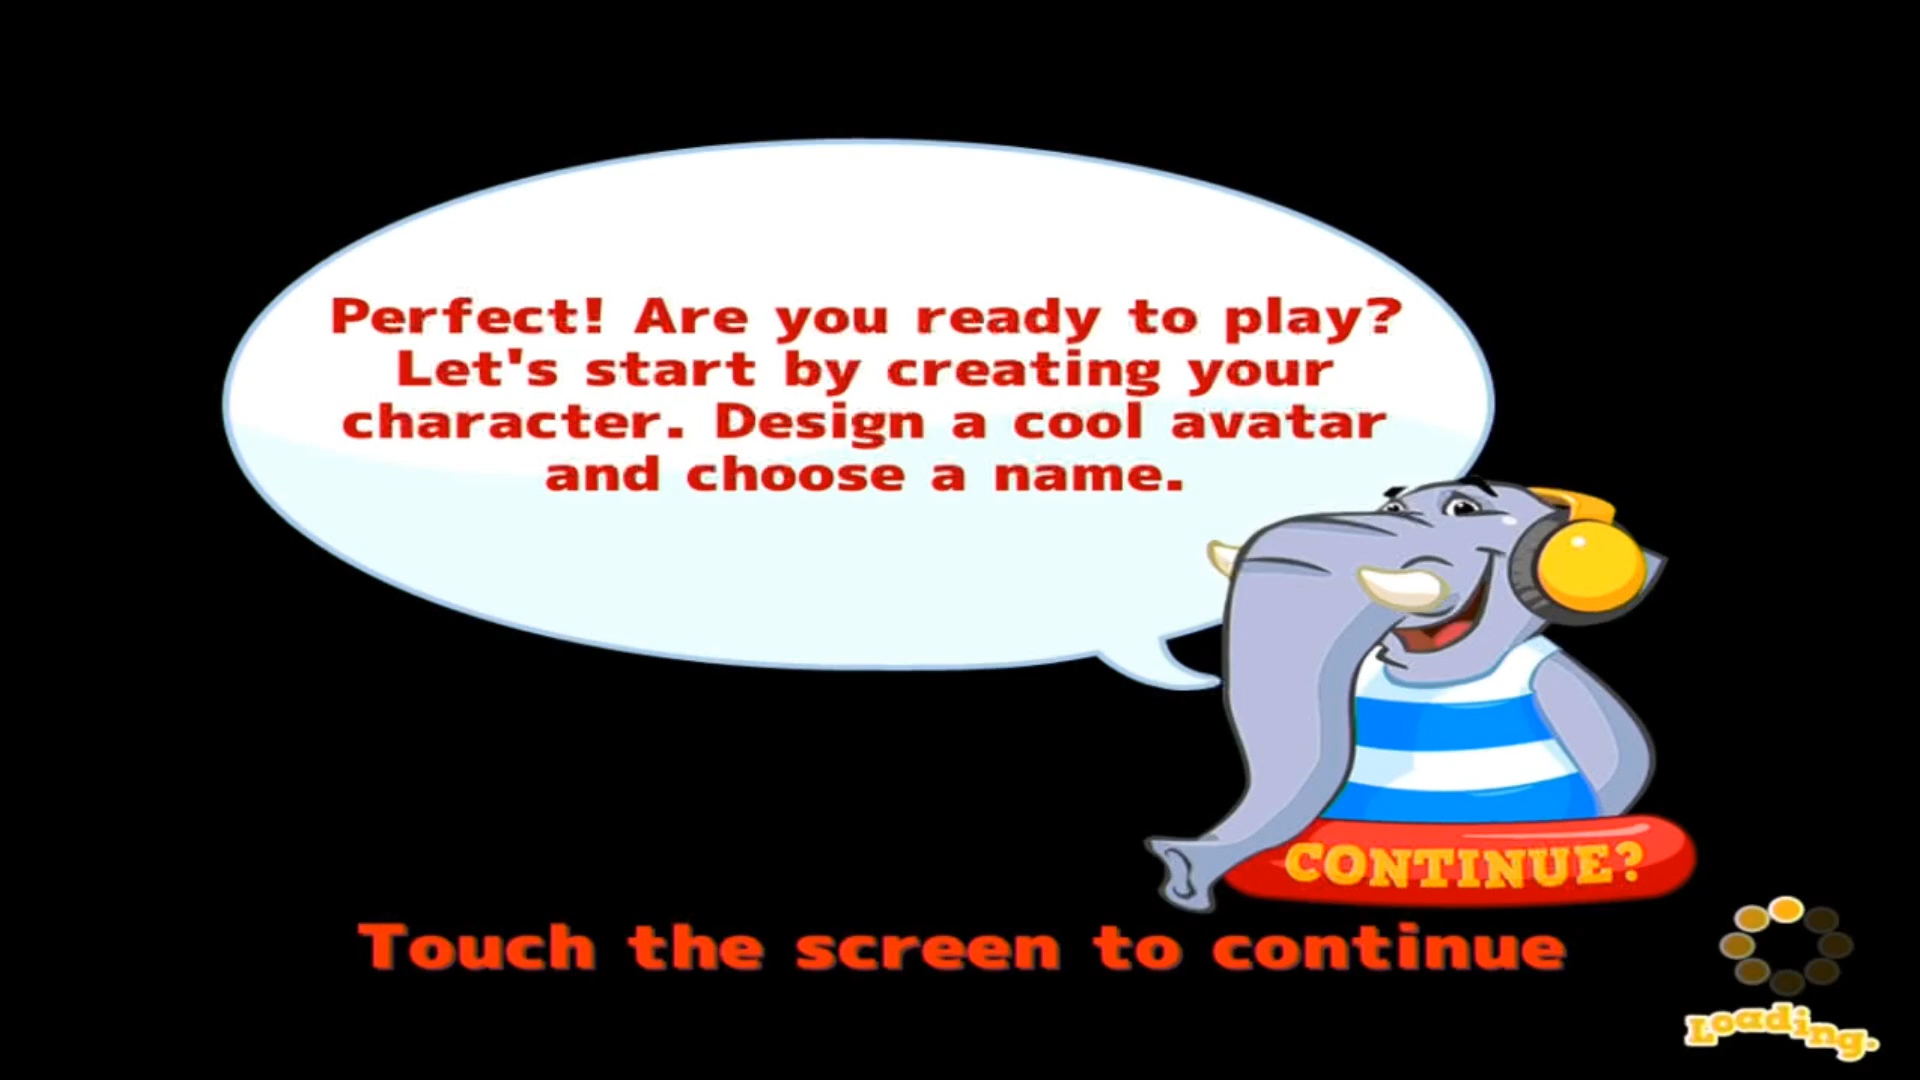 Perfect! Are you ready to play?
Let's start by creating your
character. Design a cool avatar
and choose a name.
CONTINUE?
Touch the screen to continue
Loading.